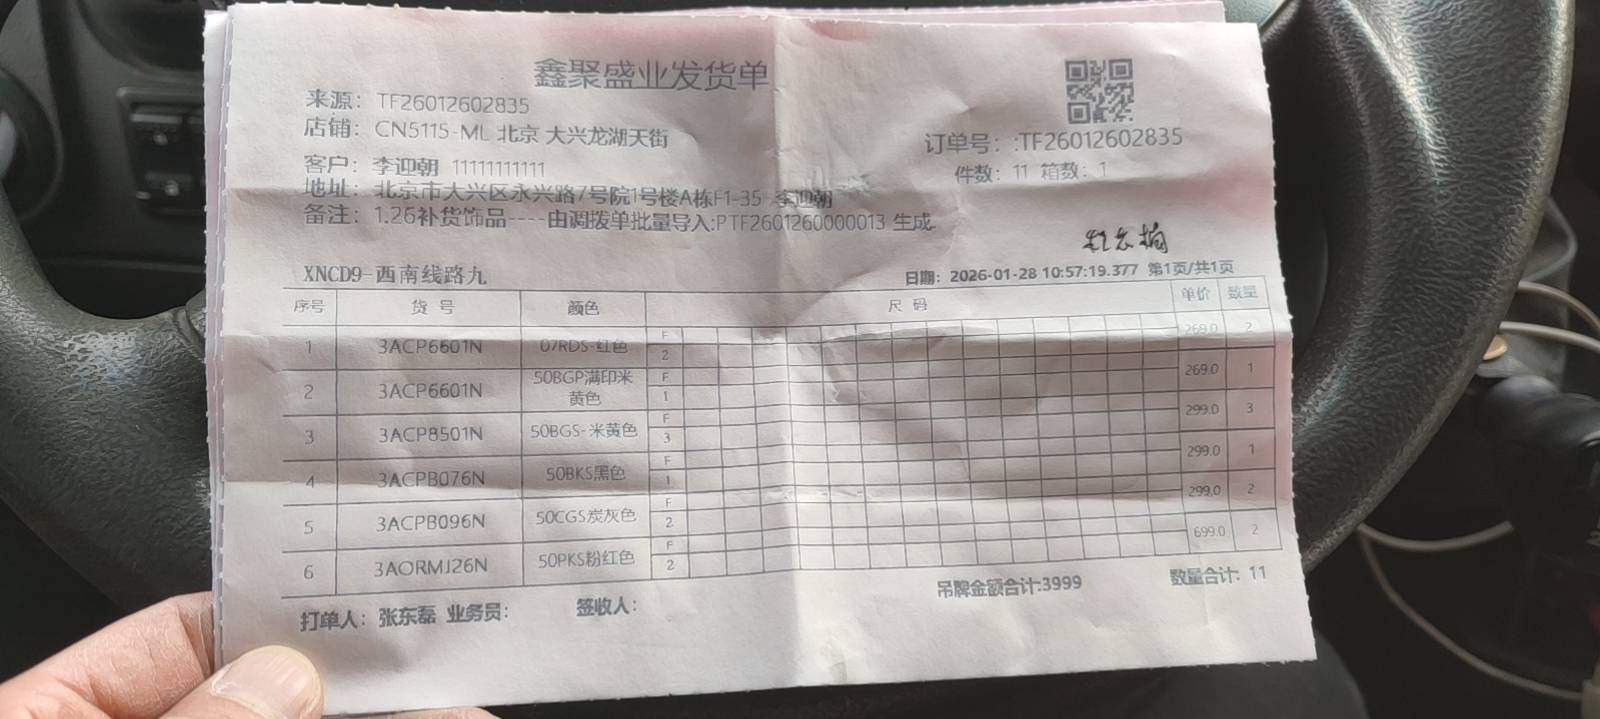 鑫聚盛业发货单
来源: TF26012602835
店铺: CN5115-ML 北京 大兴龙湖天街
订单号: :TF26012602835
客户: 李迎朝 11111111111
件数: 11 箱数: 1
地址: 北京市大兴区永兴路7号院1号楼A栋F1-35 李迎朝
备注: 1.26补货饰品----由调拨单批量导入:PTF2601260000013 生成.
XNCD9-西南线路九
日期: 2026-01-28 10:57:19.377 第1页/共1页
序号 货号 颜色 尺码 单价 数量
1 3ACP6601N 07RDS-红色 F 2 269.0 2
2 3ACP6601N 50BGP满印米黄色 F 1 269.0 1
3 3ACP8501N 50BGS-米黄色 F 3 299.0 3
4 3ACPB076N 50BKS黑色 F 1 299.0 1
5 3ACPB096N 50CGS炭灰色 F 2 299.0 2
6 3AORMJ26N 50PKS粉红色 F 2 699.0 2
吊牌金额合计:3999 数量合计: 11
打单人: 张东磊 业务员: 签收人: